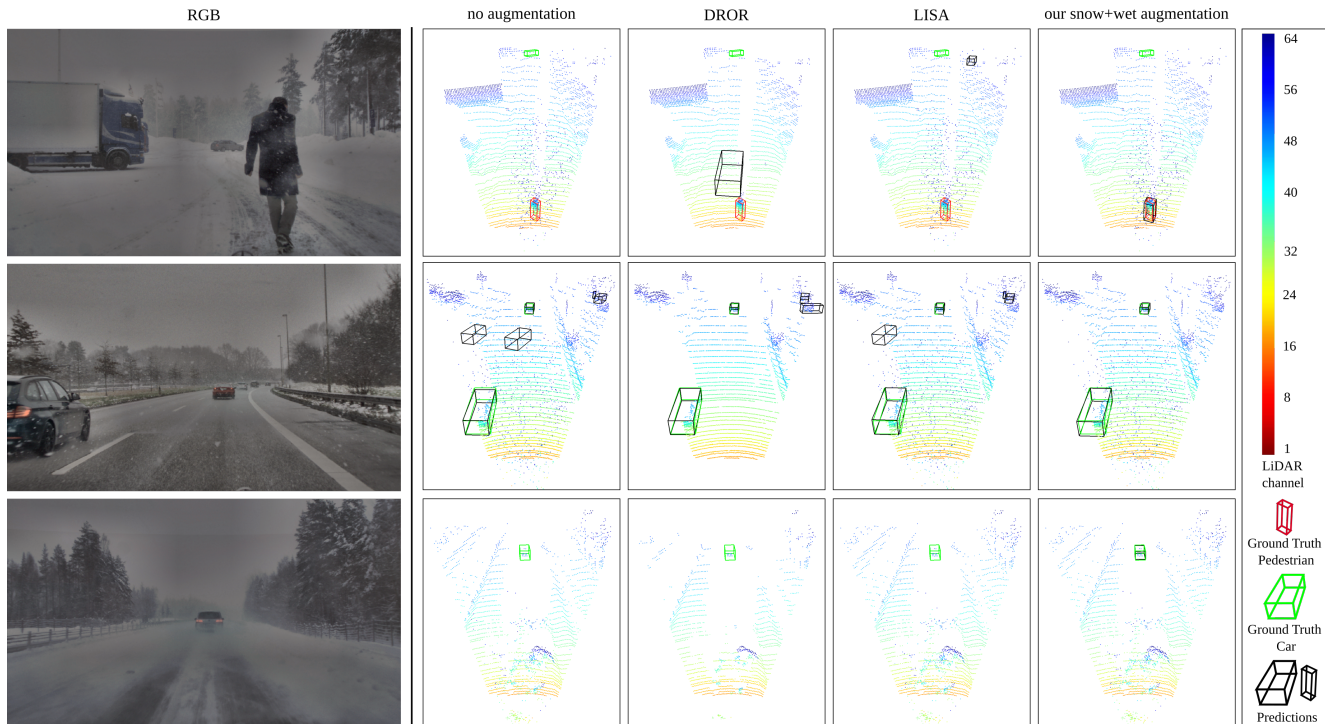 RGB
no augmentation
DROR
LISA
our snow+wet augmentation
64
56
48
40
32
24
16
8
1
LiDAR
channel
Ground Truth
Pedestrian
Ground Truth
Car
Predictions